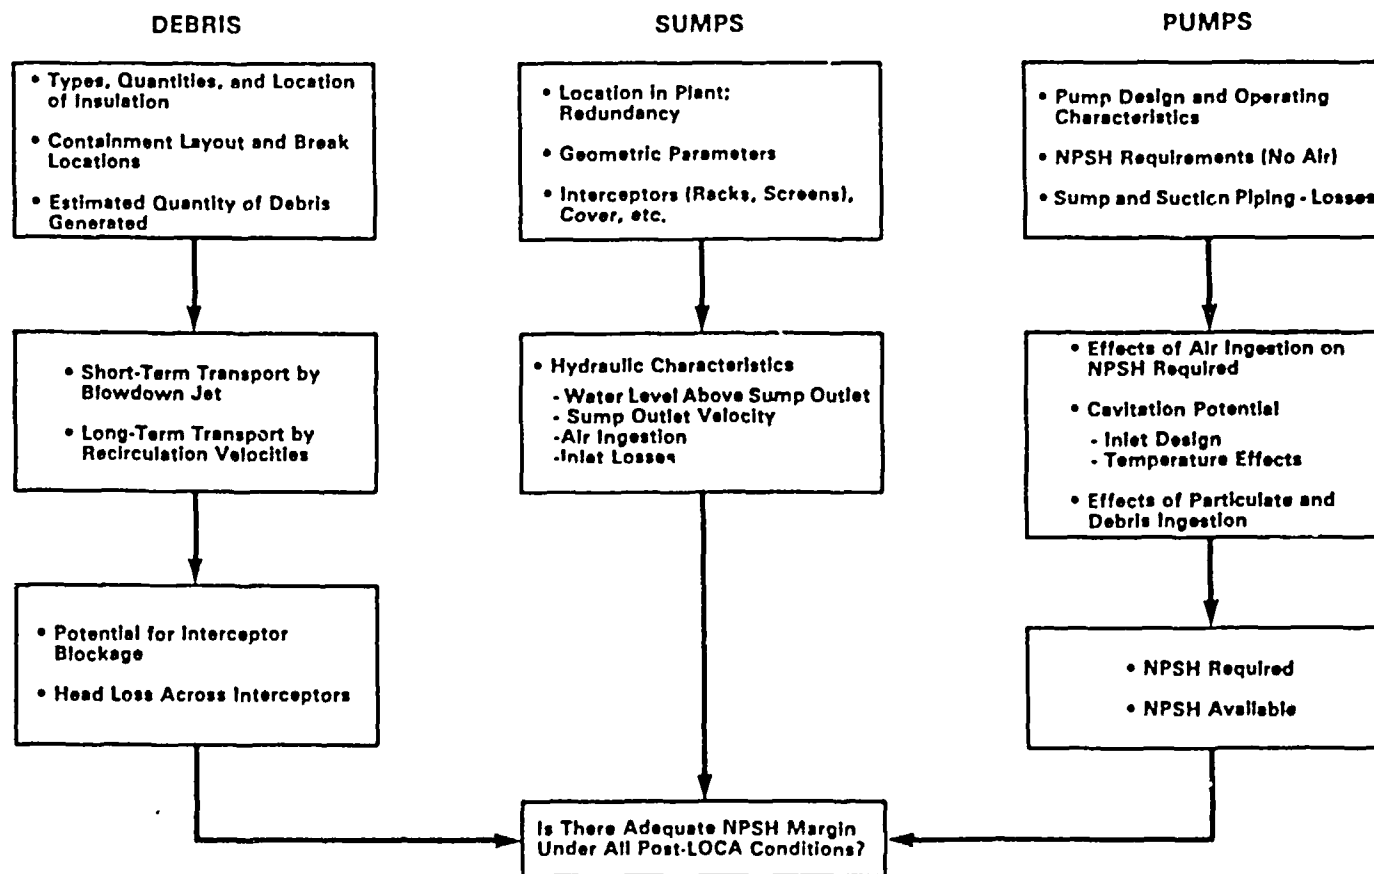 DEBRIS
• Types, Quantities, and Location
of Insulation
• Containment Layout and Break
Locations
• Estimated Quantity of Debris
Generated
• Short-Term Transport by
Blowdown Jet
• Long-Term Transport by
Recirculation Velocities
• Potential for Interceptor
Blockage
• Head Loss Across Interceptors
SUMPS
• Location in Plant:
Redundancy
• Geometric Parameters
• Interceptors (Racks, Screens),
Cover, etc.
• Hydraulic Characteristics
- Water Level Above Sump Outlet
- Sump Outlet Velocity
-Air Ingestion
-Inlet Losses
PUMPS
• Pump Design and Operating
Characteristics
• NPSH Requirements (No Air)
• Sump and Suction Piping - Losses
• Effects of Air Ingestion on
NPSH Required
• Cavitation Potential
- Inlet Design
- Temperature Effects
• Effects of Particulate and
Debris Ingestion
• NPSH Required
• NPSH Available
Is There Adequate NPSH Margin
Under All Post-LOCA Conditions?